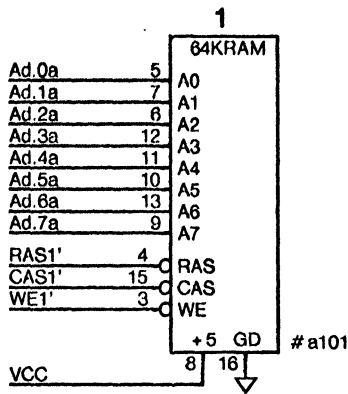 1
64KRAM
Ad.0a 5 A0
Ad.1a 7 A1
Ad.2a 6 A2
Ad.3a 12 A3
Ad.4a 11 A4
Ad.5a 10 A5
Ad.6a 13 A6
Ad.7a 9 A7
RAS1' 4 RAS
CAS1' 15 CAS
WE1' 3 WE
+5 GD #a101
8 16
VCC